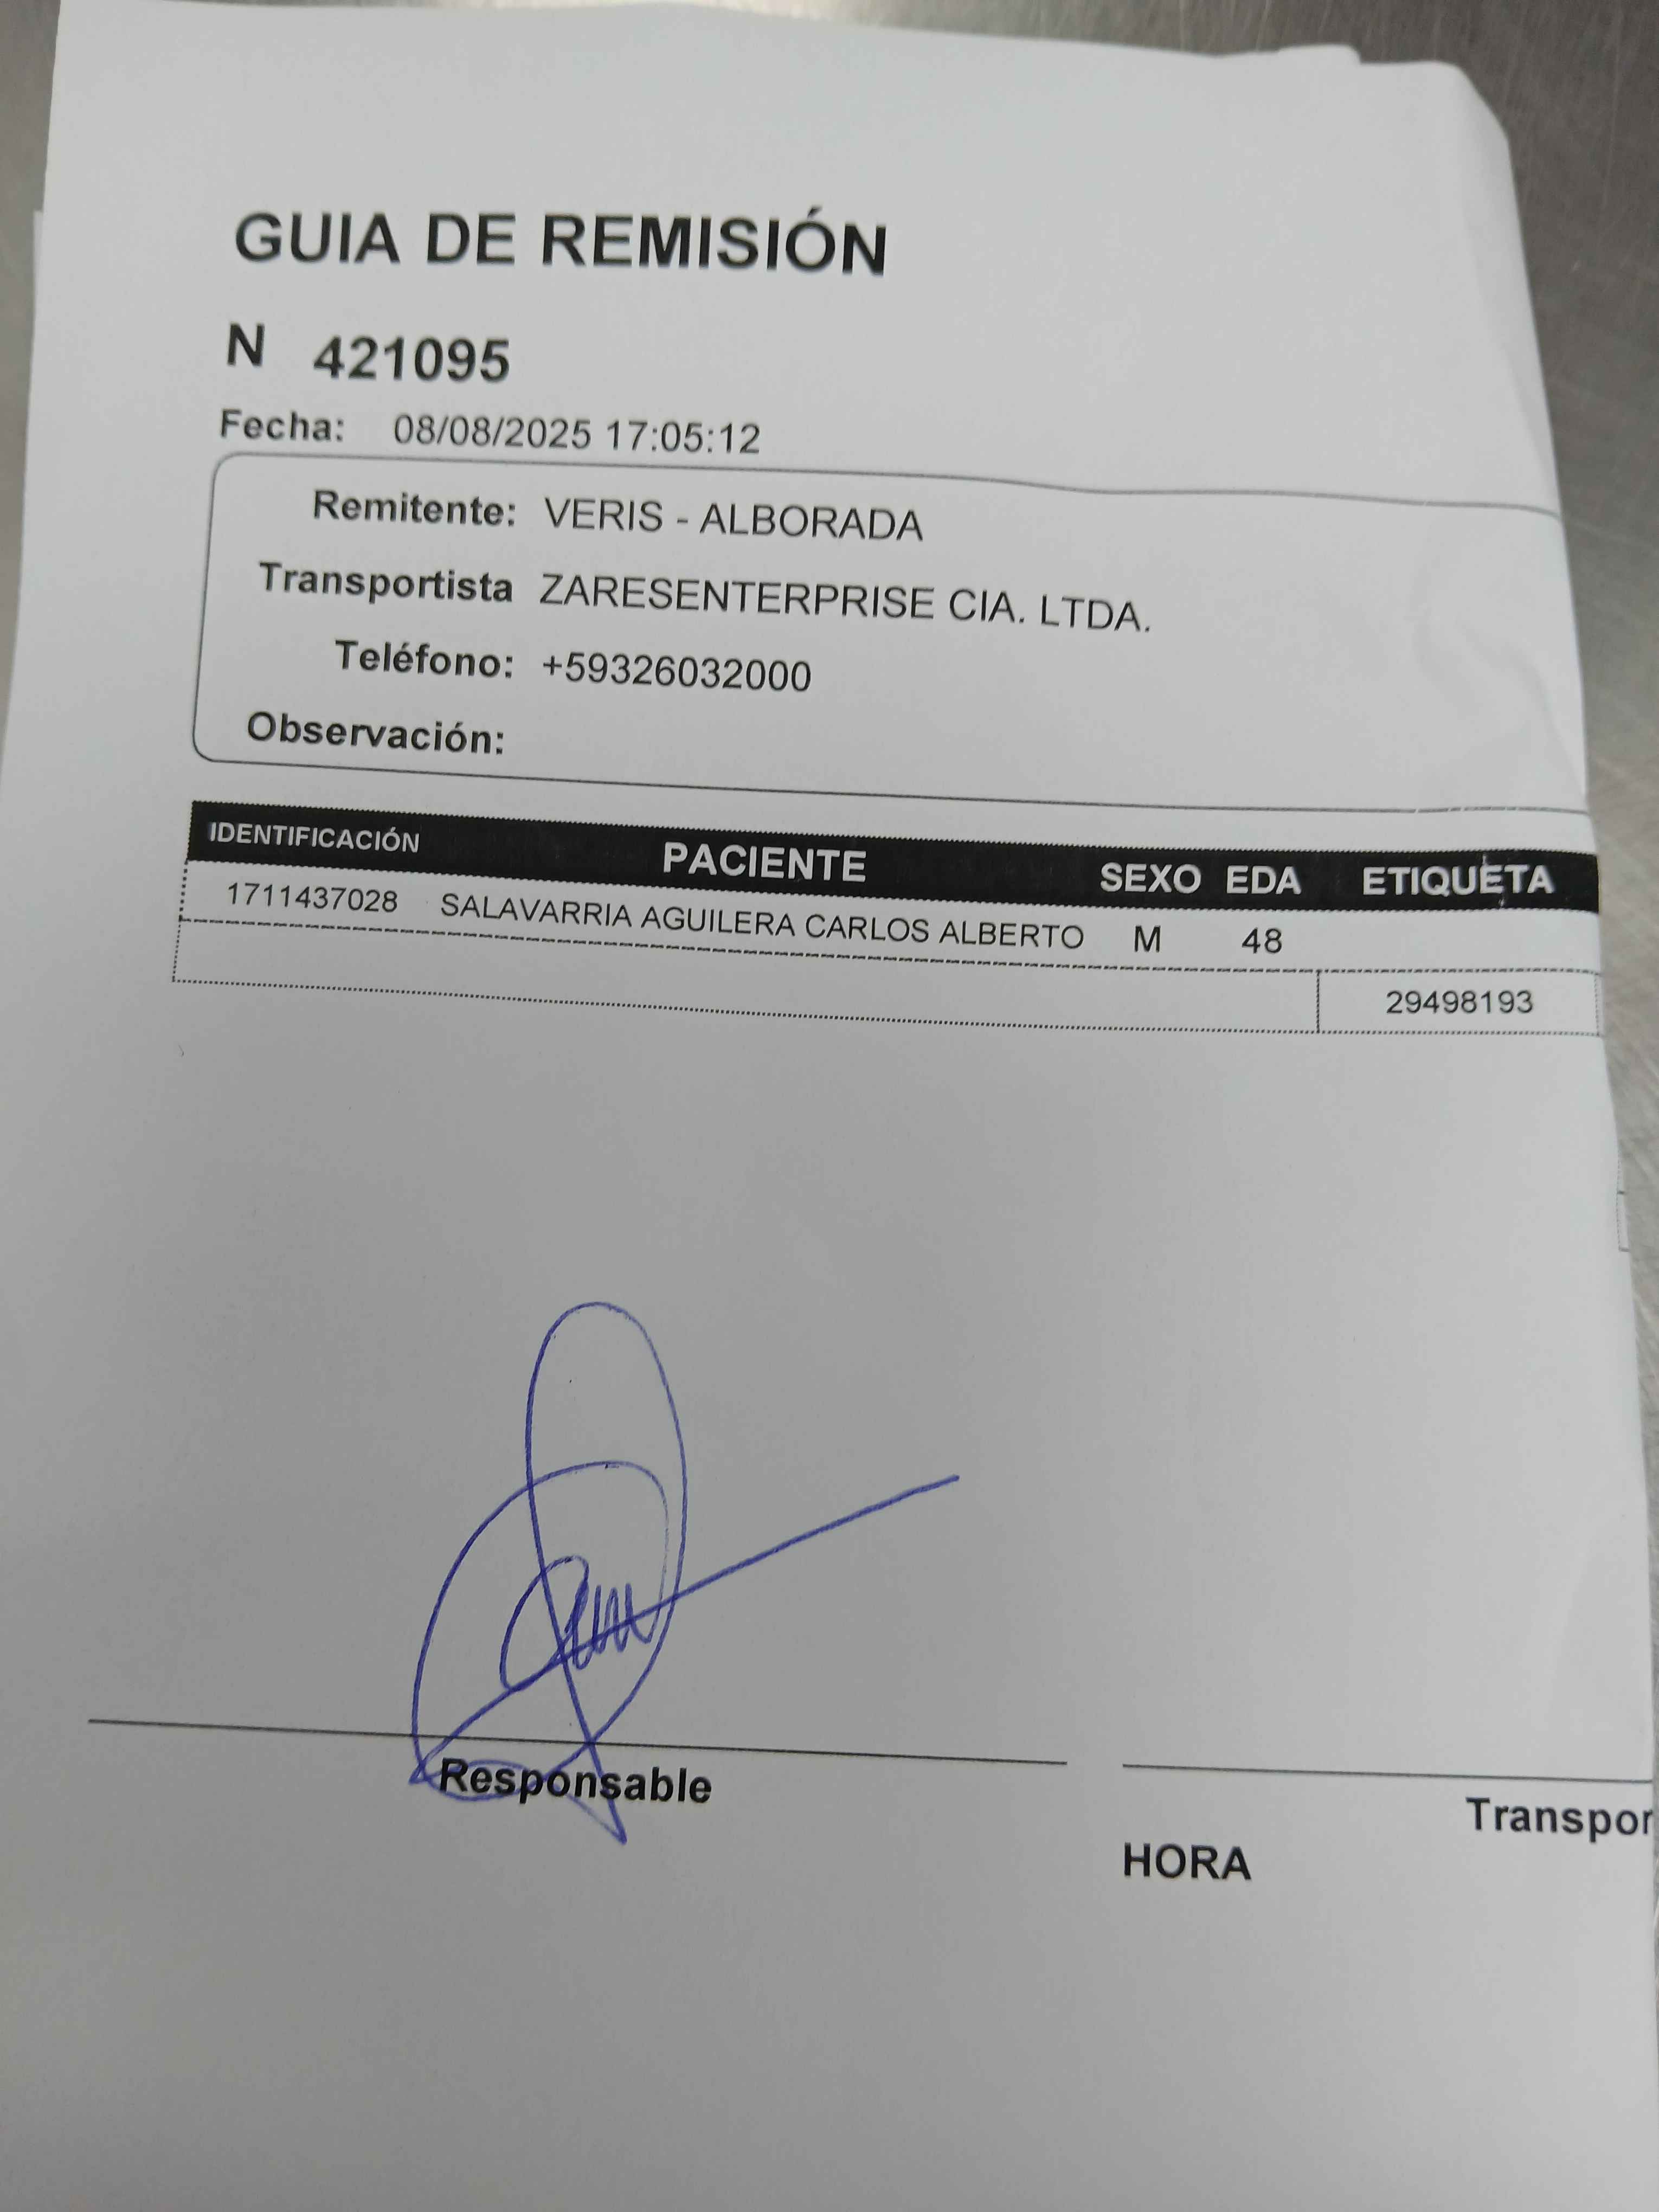 GUIA DE REMISIÓN
N 421095
Fecha: 08/08/2025 17:05:12
Remitente: VERIS - ALBORADA
Transportista ZARESENTERPRISE CIA. LTDA.
Teléfono: +59326032000
Observación:
IDENTIFICACIÓN PACIENTE SEXO EDA ETIQUETA
1711437028 SALAVARRIA AGUILERA CARLOS ALBERTO M 48
29498193
Responsable
Transpor
HORA